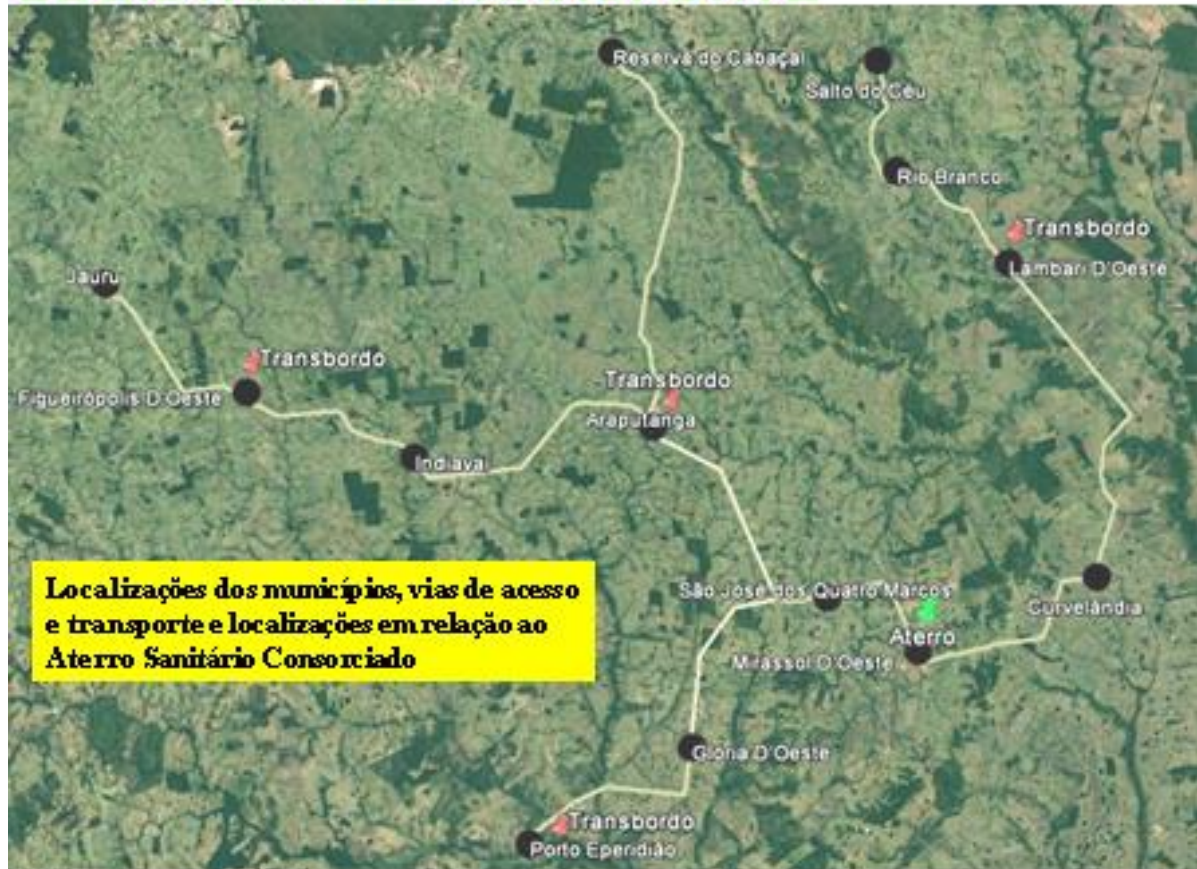 Reserva do Cabaçal
Salto do Céu
Rio Branco
Transbordo
Lambari D'Oeste
Jauru
Transbordo
Figueirópolis D'Oeste
Transbordo
Araputanga
Indiavaí
Localizações dos municípios, vias de acesso
e transporte e localizações em relação ao
Aterro Sanitário Consorciado
São José dos Quatro Marcos
Curvelândia
Aterro
Mirassol D'Oeste
Glória D'Oeste
Transbordo
Porto Eperidião